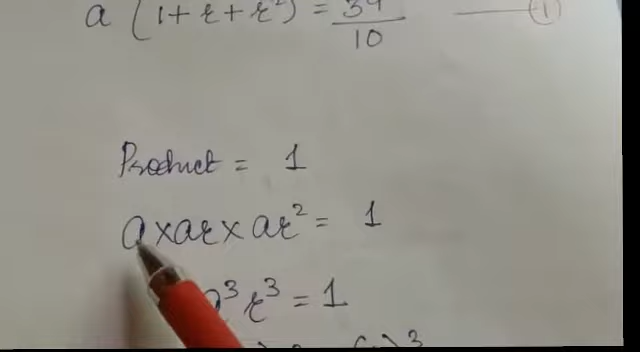 a (1+r+r²) = 39/10 —— (1)
Product = 1
a×ar×ar² = 1
a³r³ = 1